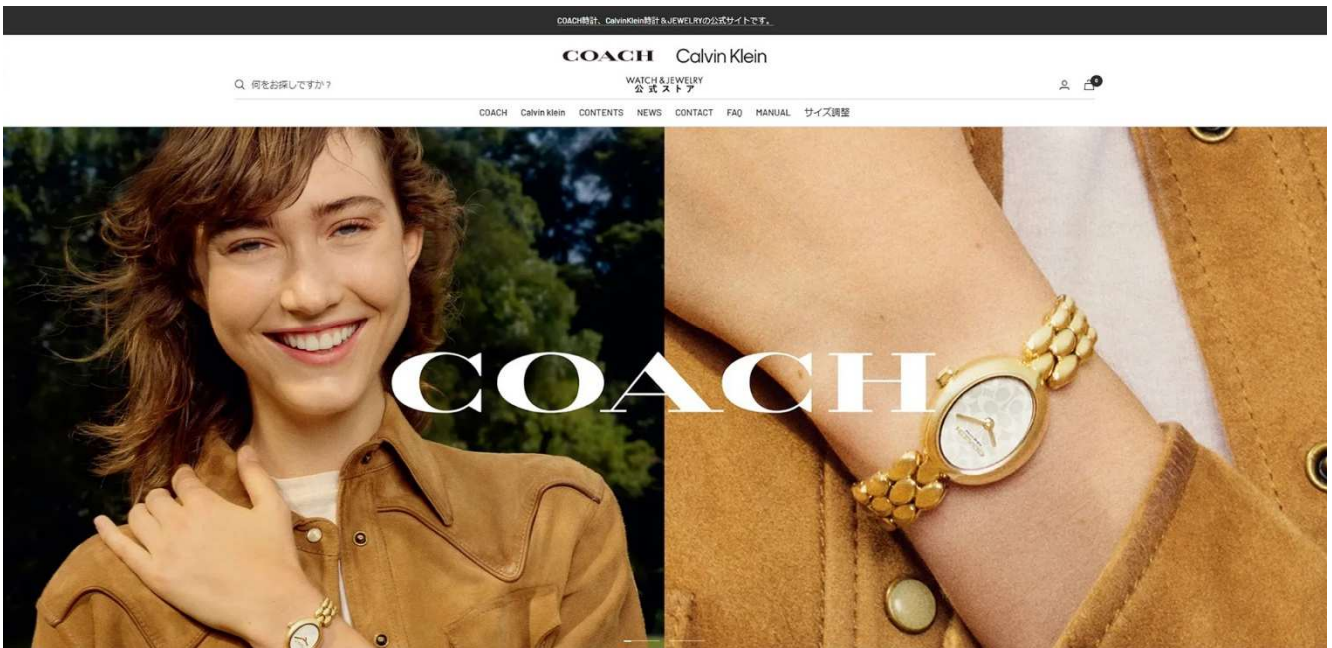 COACH時計、CalvinKlein時計&JEWELRYの公式サイトです。
COACH Calvin Klein
何をお探しですか？
WATCH&JEWELRY
公式ストア
0
COACH Calvin klein CONTENTS NEWS CONTACT FAQ MANUAL サイズ調整
COACH